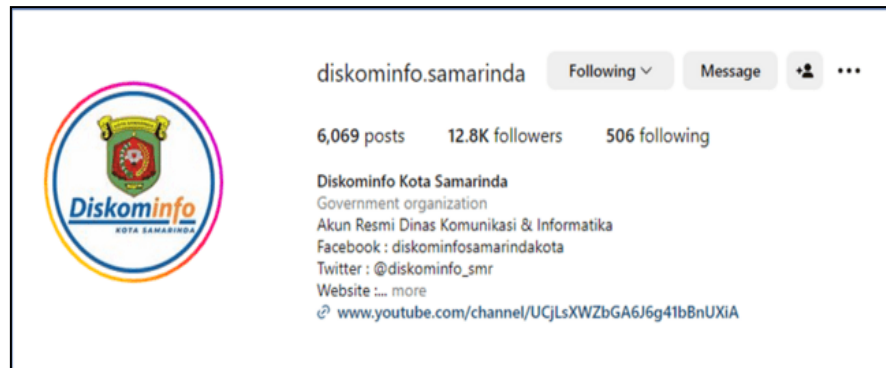 diskominfo.samarinda Following Message
6,069 posts 12.8K followers 506 following
Diskominfo Kota Samarinda
Government organization
Akun Resmi Dinas Komunikasi & Informatika
Facebook : diskominfosamarindakota
Twitter : @diskominfo_smr
Website :... more
www.youtube.com/channel/UCjLsXWZbGA6J6g41bBnUXiA
Diskominfo
KOTA SAMARINDA